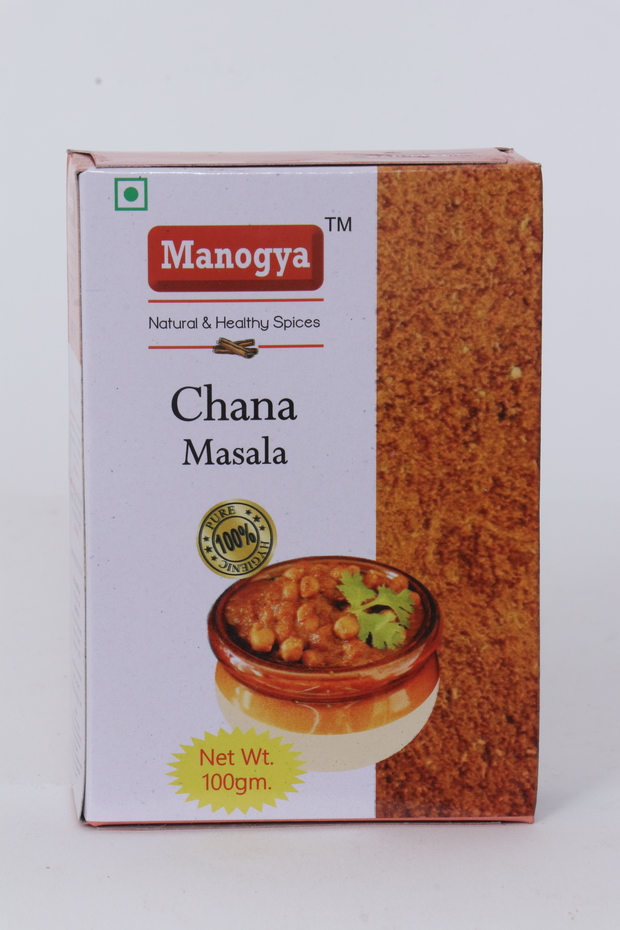 TM
Manogya
Natural & Healthy Spices
Chana
Masala
PURE
100%
HYGIENIC
Net Wt.
100gm.